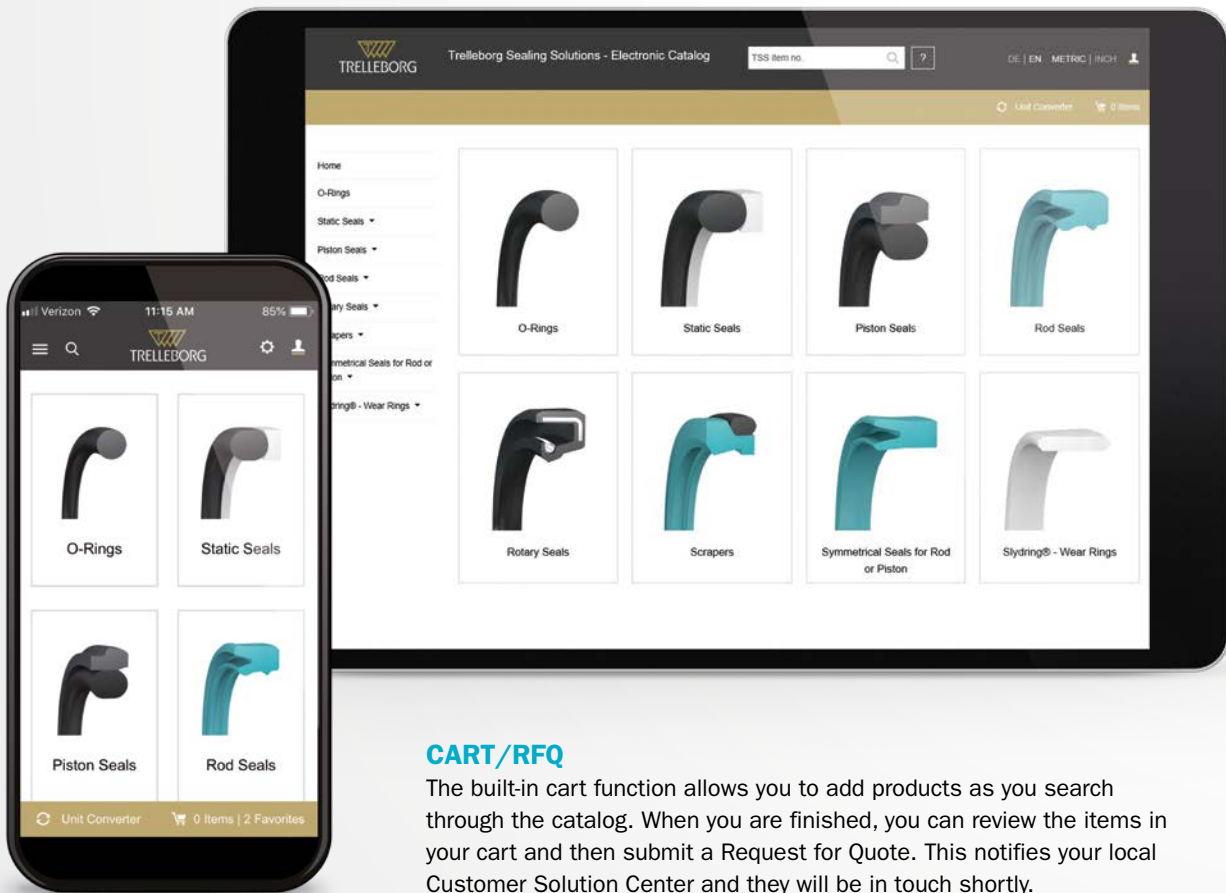 TRELLEBORG
Trelleborg Sealing Solutions - Electronic Catalog
TSS item no.
?
DE | EN METRIC | INCH
Unit Converter
0 Items
Home
O-Rings
Static Seals
Piston Seals
Rod Seals
O-Rings
Static Seals
Piston Seals
Rod Seals
Rotary Seals
Scrapers
Symmetrical Seals for Rod
or Piston
Slydring® - Wear Rings
Verizon
11:15 AM
85%
TRELLEBORG
O-Rings
Static Seals
Piston Seals
Rod Seals
Unit Converter
0 Items | 2 Favorites
CART/RFQ
The built-in cart function allows you to add products as you search
through the catalog. When you are finished, you can review the items in
your cart and then submit a Request for Quote. This notifies your local
Customer Solution Center and they will be in touch shortly.